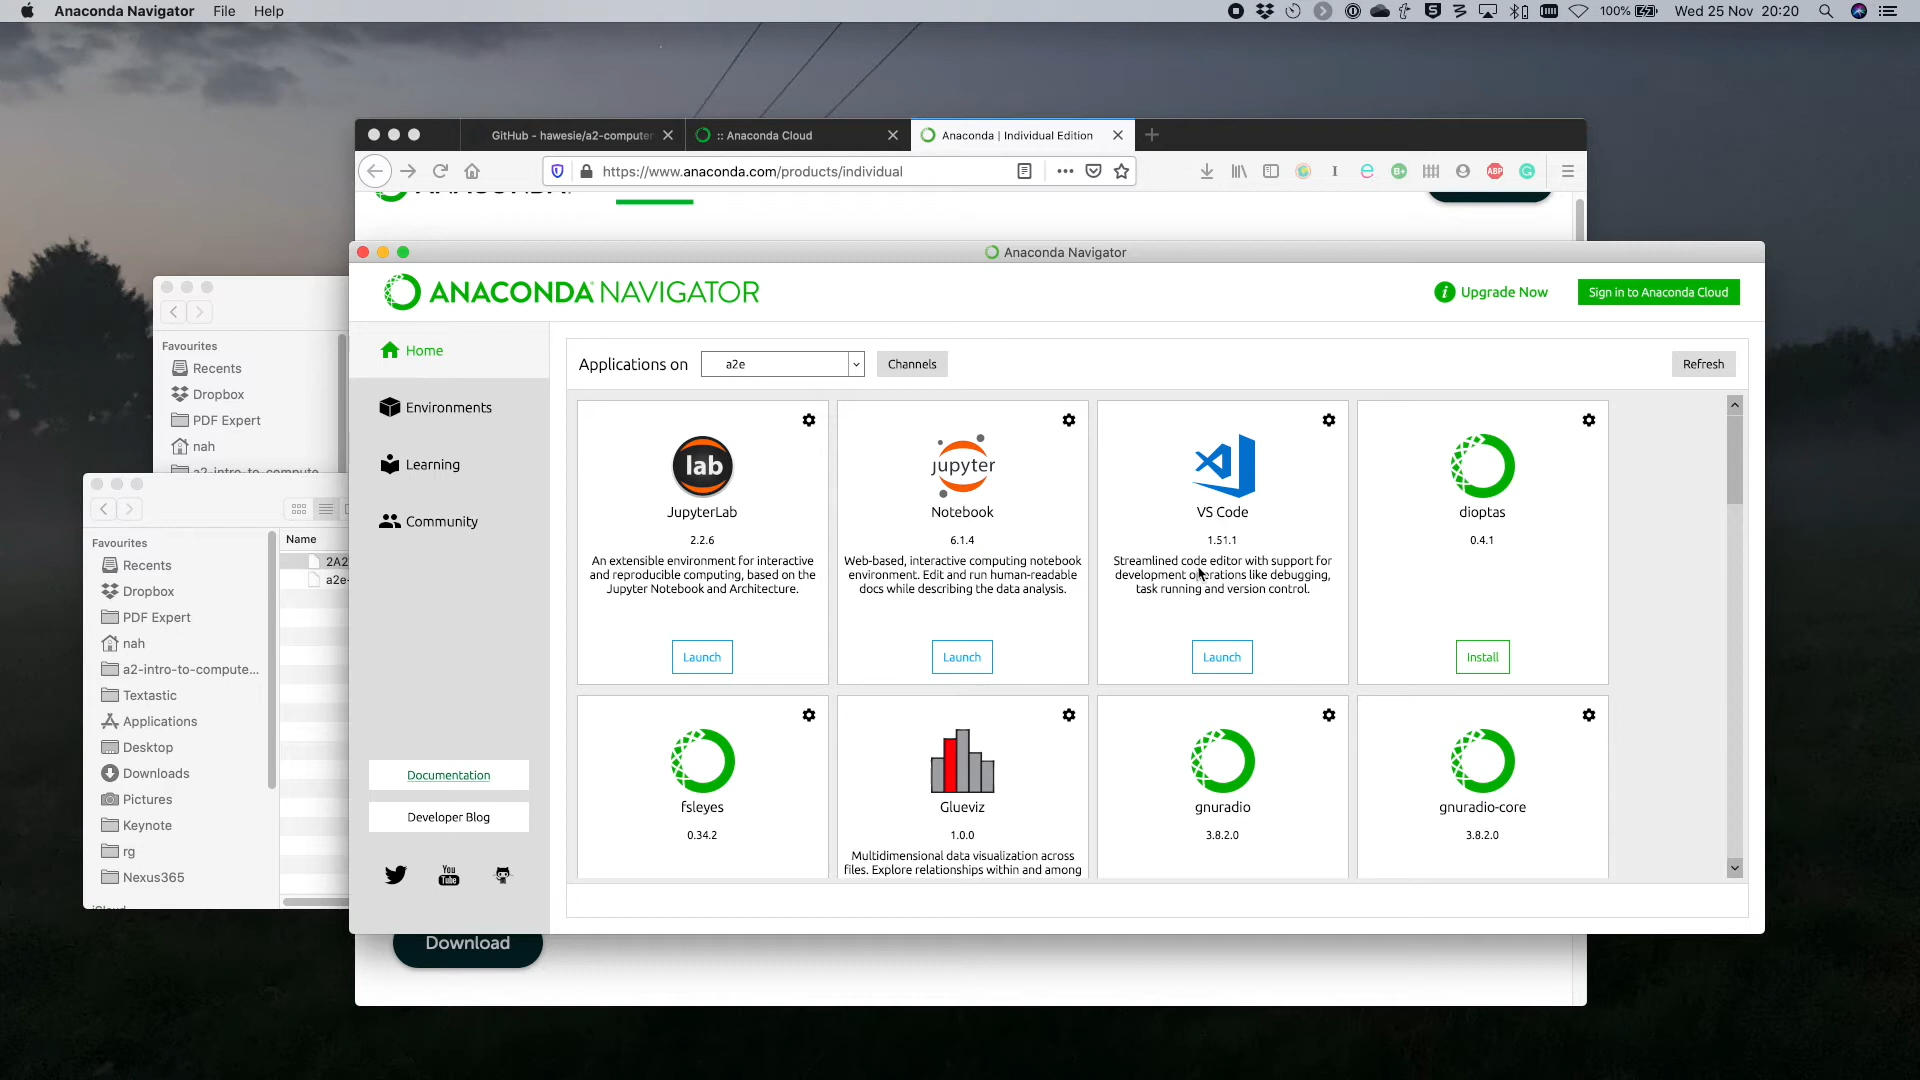 Anaconda Navigator File Help
100% Wed 25 Nov 20:20
GitHub - hawesie/a2-computer
:: Anaconda Cloud
Anaconda | Individual Edition
https://www.anaconda.com/products/individual
ABP
Anaconda Navigator
ANACONDA NAVIGATOR
Upgrade Now
Sign in to Anaconda Cloud
Favourites
Recents
Dropbox
PDF Expert
nah
Favourites
Recents
Dropbox
PDF Expert
nah
a2-intro-to-compute...
Textastic
Applications
Desktop
Downloads
Pictures
Keynote
rg
Nexus365
Name
2A2
a2e-
Home
Environments
Learning
Community
Documentation
Developer Blog
You
Tube
Applications on
a2e
Channels
Refresh
lab
JupyterLab
2.2.6
An extensible environment for interactive
and reproducible computing, based on the
Jupyter Notebook and Architecture.
Launch
jupyter
Notebook
6.1.4
Web-based, interactive computing notebook
environment. Edit and run human-readable
docs while describing the data analysis.
Launch
VS Code
1.51.1
Streamlined code editor with support for
development operations like debugging,
task running and version control.
Launch
dioptas
0.4.1
Install
fsleyes
0.34.2
Glueviz
1.0.0
Multidimensional data visualization across
files. Explore relationships within and among
gnuradio
3.8.2.0
gnuradio-core
3.8.2.0
Download